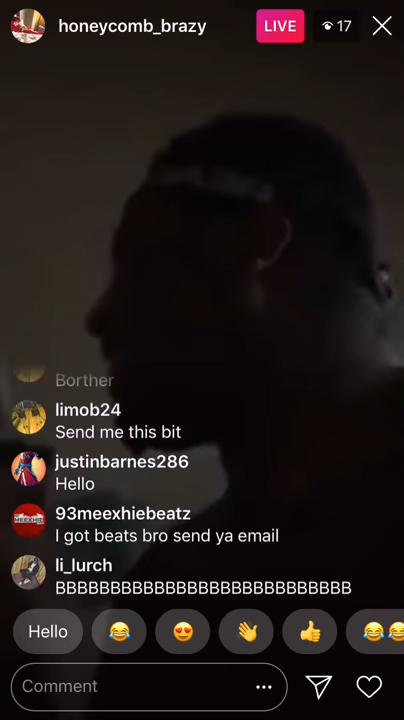 honeycomb_brazy LIVE 17
Borther
limob24
Send me this bit
justinbarnes286
Hello
93meexhiebeatz
I got beats bro send ya email
li_lurch
BBBBBBBBBBBBBBBBBBBBBBBBBBB
Hello 😂 😍 👋 👍 😂😂
Comment